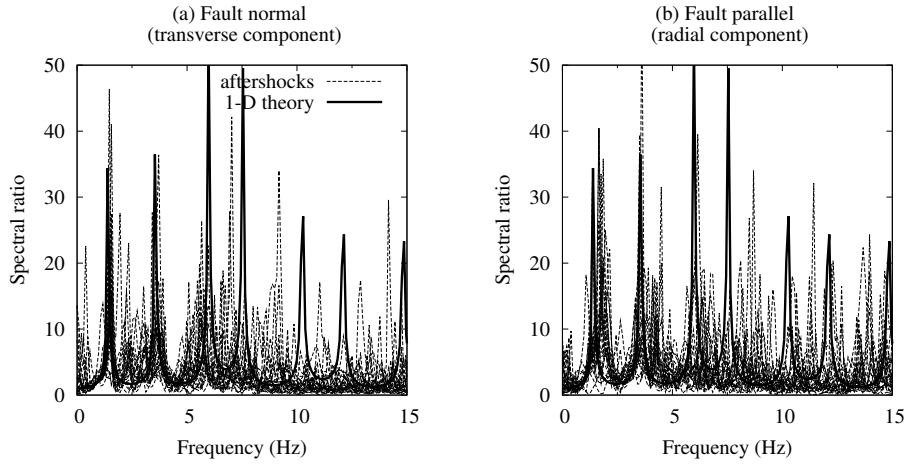 (a) Fault normal
(transverse component)
50
40
30
20
10
0
0 5 10 15
Spectral ratio
Frequency (Hz)
aftershocks
1-D theory
(b) Fault parallel
(radial component)
50
40
30
20
10
0
0 5 10 15
Spectral ratio
Frequency (Hz)